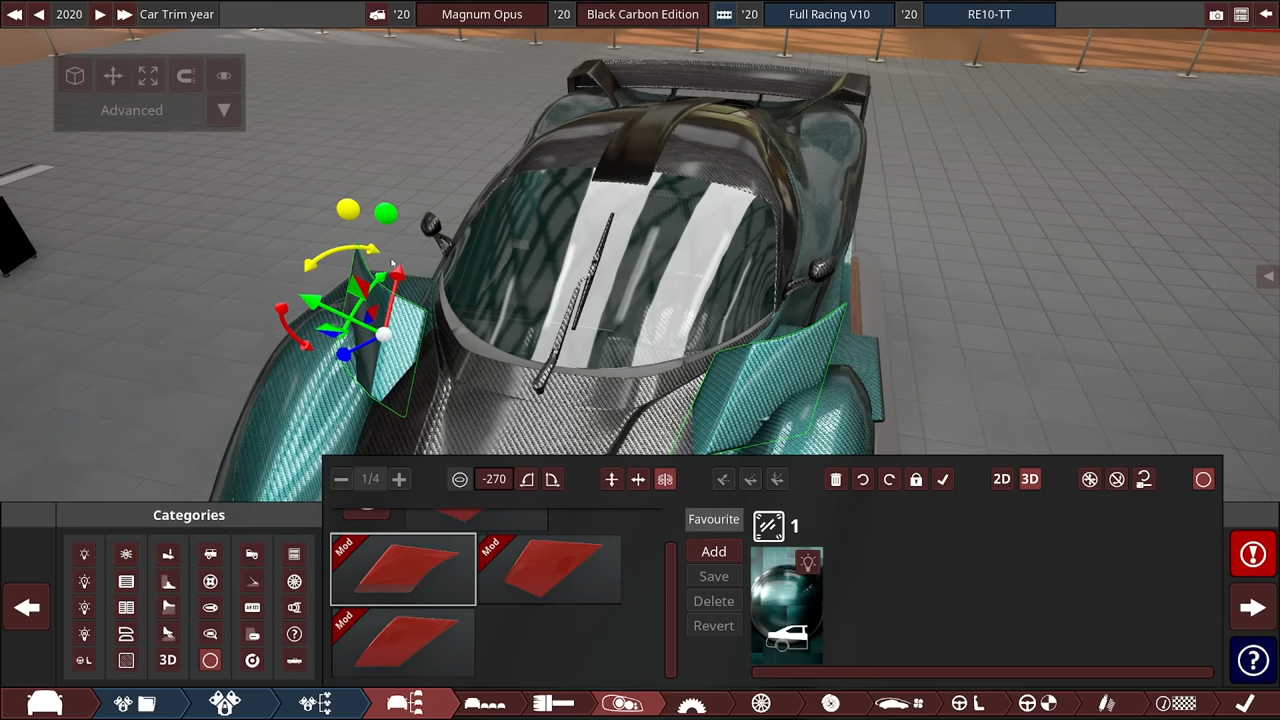 2020 Car Trim year '20 Magnum Opus '20 Black Carbon Edition '20 Full Racing V10 '20 RE10-TT
Advanced
1/4 -270 2D 3D
Categories
3D
L
Mod
Mod
Mod
Favourite 1
Add
Save
Delete
Revert